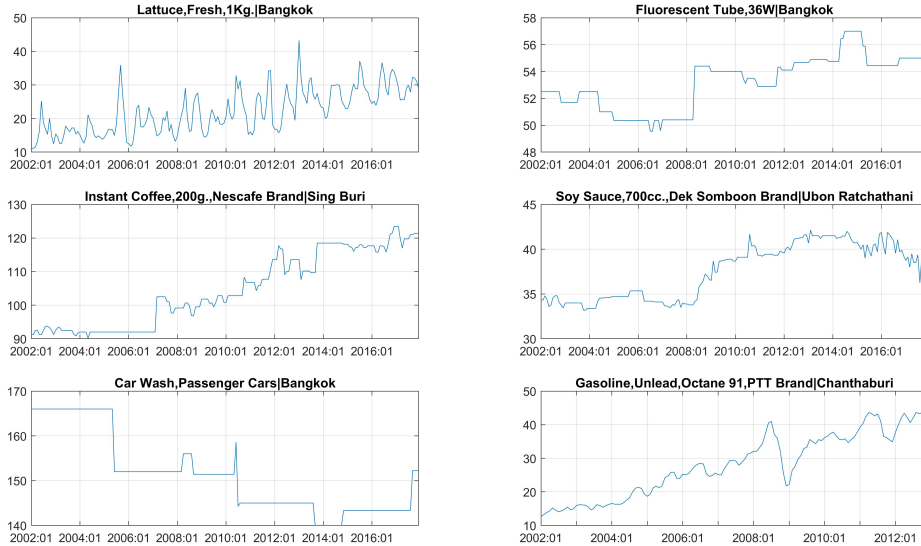 Lattuce,Fresh,1Kg.|Bangkok
50
40
30
20
10
2002:01 2004:01 2006:01 2008:01 2010:01 2012:01 2014:01 2016:01
Fluorescent Tube,36W|Bangkok
58
56
54
52
50
48
2002:01 2004:01 2006:01 2008:01 2010:01 2012:01 2014:01 2016:01
Instant Coffee,200g.,Nescafe Brand|Sing Buri
130
120
110
100
90
2002:01 2004:01 2006:01 2008:01 2010:01 2012:01 2014:01 2016:01
Soy Sauce,700cc.,Dek Somboon Brand|Ubon Ratchathani
45
40
35
30
2002:01 2004:01 2006:01 2008:01 2010:01 2012:01 2014:01 2016:01
Car Wash,Passenger Cars|Bangkok
170
160
150
140
2002:01 2004:01 2006:01 2008:01 2010:01 2012:01 2014:01 2016:01
Gasoline,Unlead,Octane 91,PTT Brand|Chanthaburi
50
40
30
20
10
2002:01 2004:01 2006:01 2008:01 2010:01 2012:01